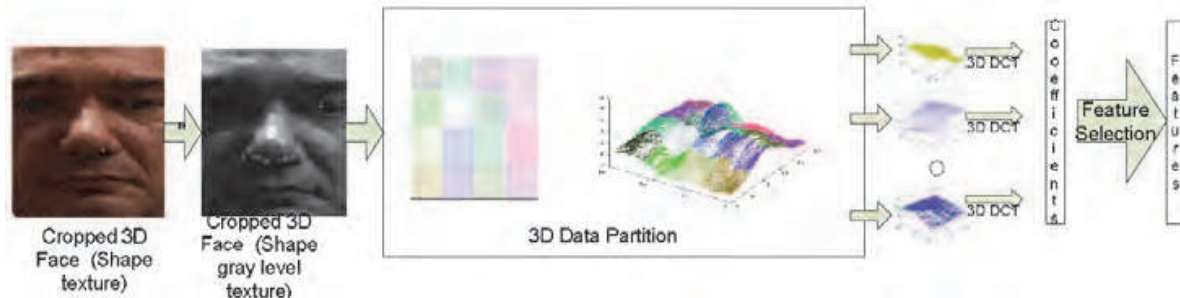 Cropped 3D
Face (Shape
texture)
Cropped 3D
Face (Shape
gray level
texture)
3D Data Partition
3D DCT
3D DCT
3D DCT
Coefficients
Feature
Selection
Features